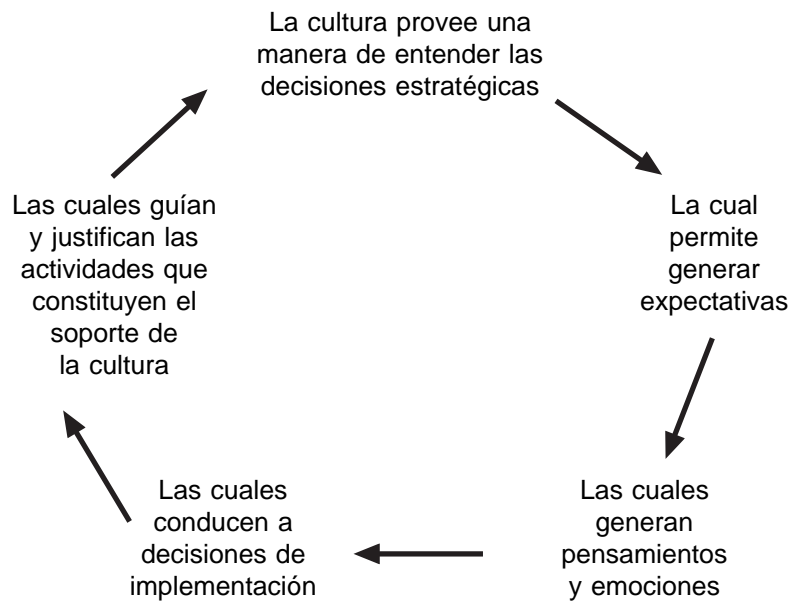 La cultura provee una
manera de entender las
decisiones estratégicas
La cual
permite
generar
expectativas
Las cuales
generan
pensamientos
y emociones
Las cuales
conducen a
decisiones de
implementación
Las cuales guían
y justifican las
actividades que
constituyen el
soporte de
la cultura